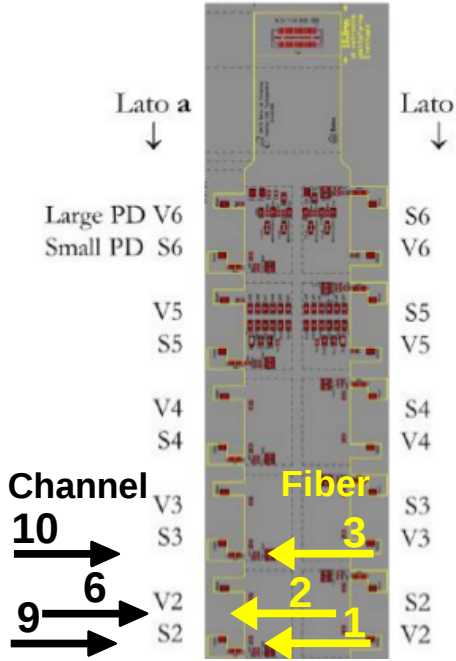 Lato a
Lato
Large PD V6
Small PD S6
S6
V6
V5
S5
S5
V5
V4
S4
S4
V4
Channel
Fiber
V3
S3
S3
V3
10
3
6
2
V2
S2
9
1
S2
V2